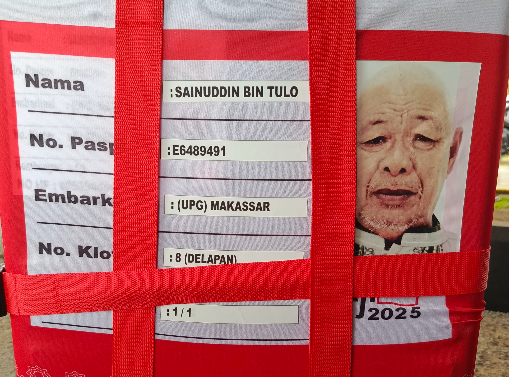 Nama : SAINUDDIN BIN TULO
No. Pasp : E6489491
Embark : (UPG) MAKASSAR
No. Klo : 8 (DELAPAN)
: 1 / 1
2025